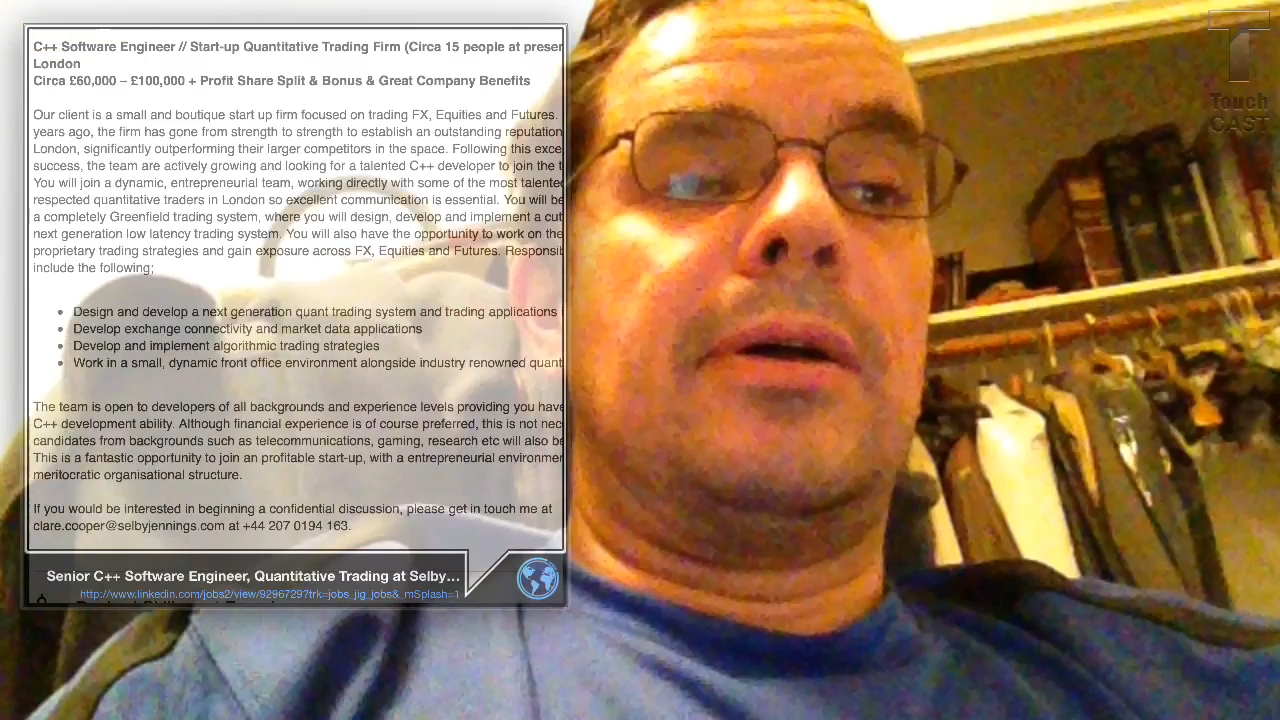 C++ Software Engineer // Start-up Quantitative Trading Firm (Circa 15 people at presen
London
Circa £60,000 – £100,000 + Profit Share Split & Bonus & Great Company Benefits
Our client is a small and boutique start up firm focused on trading FX, Equities and Futures.
years ago, the firm has gone from strength to strength to establish an outstanding reputation
London, significantly outperforming their larger competitors in the space. Following this exce
success, the team are actively growing and looking for a talented C++ developer to join the t
You will join a dynamic, entrepreneurial team, working directly with some of the most talente
respected quantitative traders in London so excellent communication is essential. You will be
a completely Greenfield trading system, where you will design, develop and implement a cut
next generation low latency trading system. You will also have the opportunity to work on the
proprietary trading strategies and gain exposure across FX, Equities and Futures. Responsit
include the following;
• Design and develop a next generation quant trading system and trading applications
• Develop exchange connectivity and market data applications
• Develop and implement algorithmic trading strategies
• Work in a small, dynamic front office environment alongside industry renowned quant
The team is open to developers of all backgrounds and experience levels providing you have
C++ development ability. Although financial experience is of course preferred, this is not nec
candidates from backgrounds such as telecommunications, gaming, research etc will also be
This is a fantastic opportunity to join an profitable start-up, with a entrepreneurial environmer
meritocratic organisational structure.
If you would be interested in beginning a confidential discussion, please get in touch me at
clare.cooper@selbyjennings.com at +44 207 0194 163.
Senior C++ Software Engineer, Quantitative Trading at Selby...
http://www.linkedin.com/jobs2/view/9296729?trk=jobs_jig_jobs&_mSplash=1
Touch
CAST